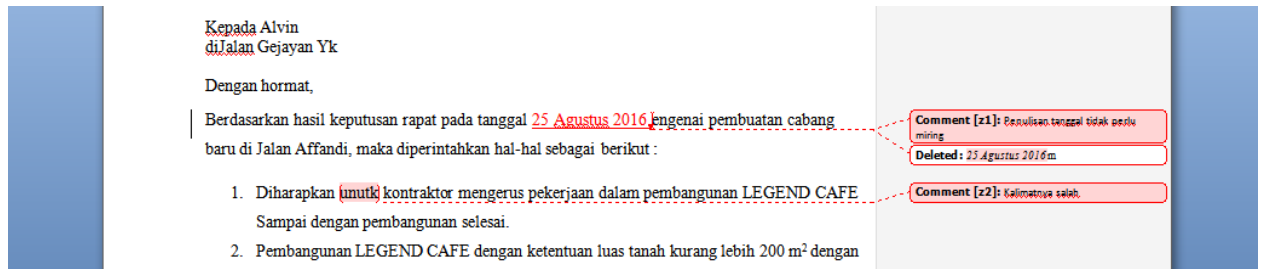 Kepada Alvin
diJalan Gejayan Yk
Dengan hormat,
Berdasarkan hasil keputusan rapat pada tanggal 25 Agustus 2016 engenai pembuatan cabang
baru di Jalan Affandi, maka diperintahkan hal-hal sebagai berikut :
1. Diharapkan unutk kontraktor mengerus pekerjaan dalam pembangunan LEGEND CAFE
Sampai dengan pembangunan selesai.
2. Pembangunan LEGEND CAFE dengan ketentuan luas tanah kurang lebih 200 m² dengan
Comment [z1]: Penulisan tanggal tidak perlu
miring
Deleted: 25 Agustus 2016m
Comment [z2]: Kalimatnya salah,